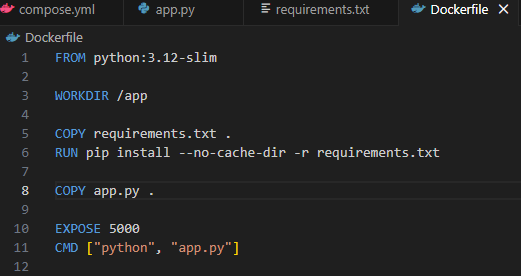 compose.yml app.py requirements.txt Dockerfile
Dockerfile
1 FROM python:3.12-slim
2
3 WORKDIR /app
4
5 COPY requirements.txt .
6 RUN pip install --no-cache-dir -r requirements.txt
7
8 COPY app.py .
9
10 EXPOSE 5000
11 CMD ["python", "app.py"]
12